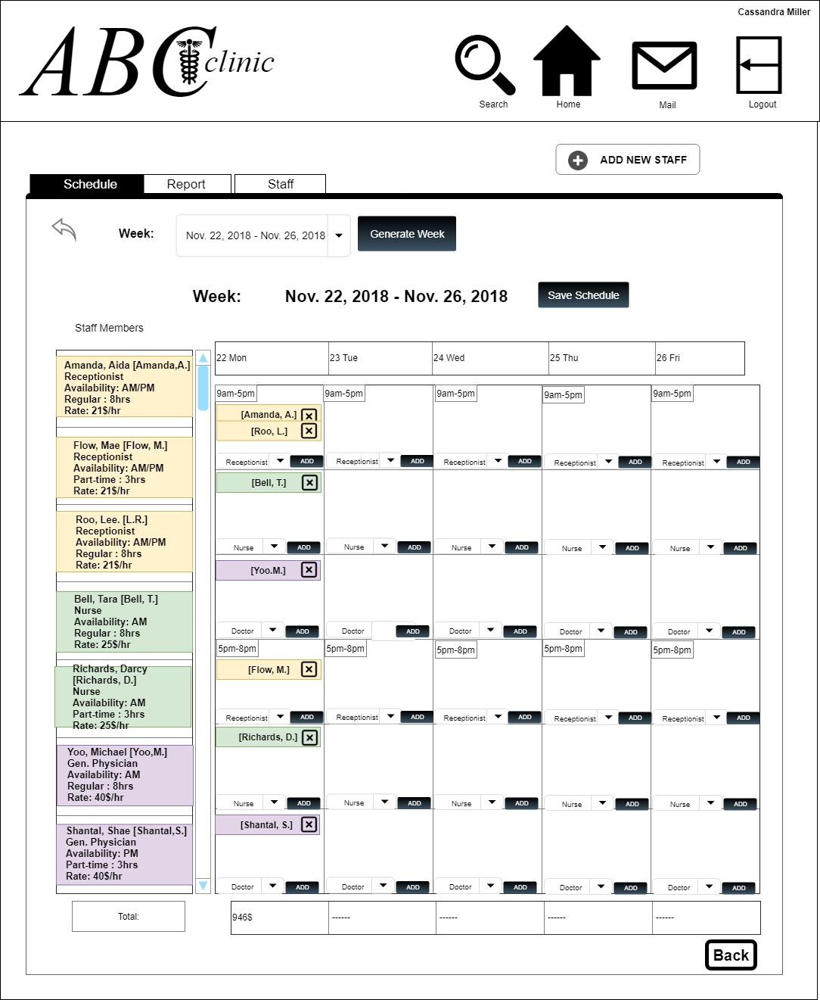 Cassandra Miller
ABC clinic
Search
Home
Mail
Logout
ADD NEW STAFF
Schedule
Report
Staff
Week:
Nov. 22, 2018 - Nov. 26, 2018
Generate Week
Week:
Nov. 22, 2018 - Nov. 26, 2018
Save Schedule
Staff Members
Amanda, Aida [Amanda,A.]
Receptionist
Availability: AM/PM
Regular : 8hrs
Rate: 21$/hr
Flow, Mae [Flow, M.]
Receptionist
Availability: AM/PM
Part-time : 3hrs
Rate: 21$/hr
Roo, Lee. [L.R.]
Receptionist
Availability: AM/PM
Regular : 8hrs
Rate: 21$/hr
Bell, Tara [Bell, T.]
Nurse
Availability: AM
Regular : 8hrs
Rate: 25$/hr
Richards, Darcy
[Richards, D.]
Nurse
Availability: AM
Part-time : 3hrs
Rate: 25$/hr
Yoo, Michael [Yoo,M.]
Gen. Physician
Availability: AM
Regular : 8hrs
Rate: 40$/hr
Shantal, Shae [Shantal,S.]
Gen. Physician
Availability: PM
Part-time : 3hrs
Rate: 40$/hr
22 Mon
23 Tue
24 Wed
25 Thu
26 Fri
9am-5pm
9am-5pm
9am-5pm
9am-5pm
9am-5pm
[Amanda, A.]
[Roo, L.]
Receptionist ADD
Receptionist ADD
Receptionist ADD
Receptionist ADD
Receptionist ADD
[Bell, T.]
Nurse ADD
Nurse ADD
Nurse ADD
Nurse ADD
Nurse ADD
[Yoo.M.]
Doctor ADD
Doctor ADD
Doctor ADD
Doctor ADD
Doctor ADD
5pm-8pm
5pm-8pm
5pm-8pm
5pm-8pm
5pm-8pm
[Flow, M.]
Receptionist ADD
Receptionist ADD
Receptionist ADD
Receptionist ADD
Receptionist ADD
[Richards, D.]
Nurse ADD
Nurse ADD
Nurse ADD
Nurse ADD
Nurse ADD
[Shantal, S.]
Doctor ADD
Doctor ADD
Doctor ADD
Doctor ADD
Doctor ADD
Total:
946$
------
------
------
------
Back